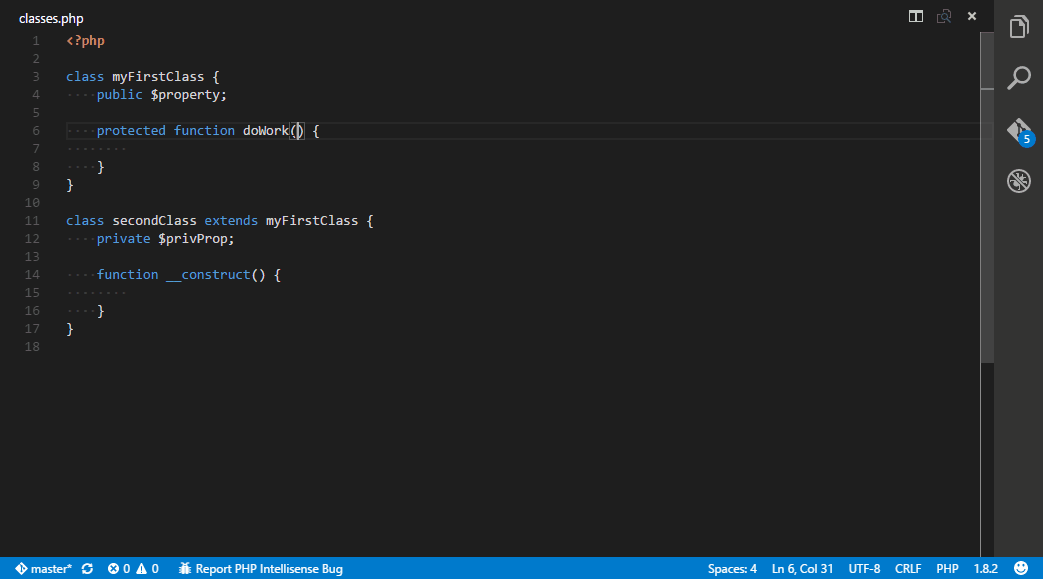 classes.php
1 <?php
2
3 class myFirstClass {
4 ····public $property;
5
6 ····protected function doWork() {
7 ········
8 ····}
9 }
10
11 class secondClass extends myFirstClass {
12 ····private $privProp;
13
14 ····function __construct() {
15 ········
16 ····}
17 }
18
5
master* 0 0 Report PHP Intellisense Bug Spaces: 4 Ln 6, Col 31 UTF-8 CRLF PHP 1.8.2